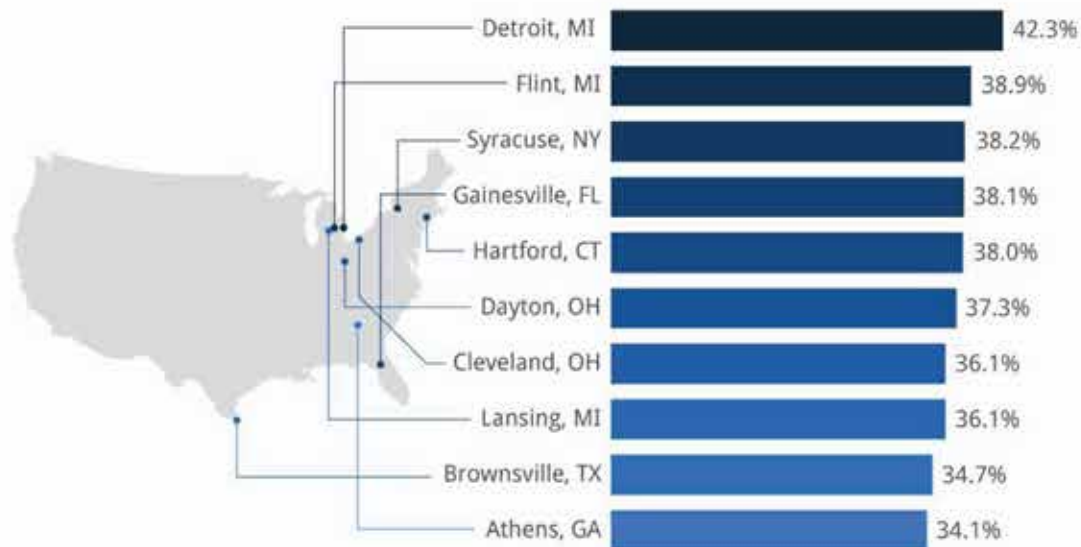 Detroit, MI 42.3%
Flint, MI 38.9%
Syracuse, NY 38.2%
Gainesville, FL 38.1%
Hartford, CT 38.0%
Dayton, OH 37.3%
Cleveland, OH 36.1%
Lansing, MI 36.1%
Brownsville, TX 34.7%
Athens, GA 34.1%